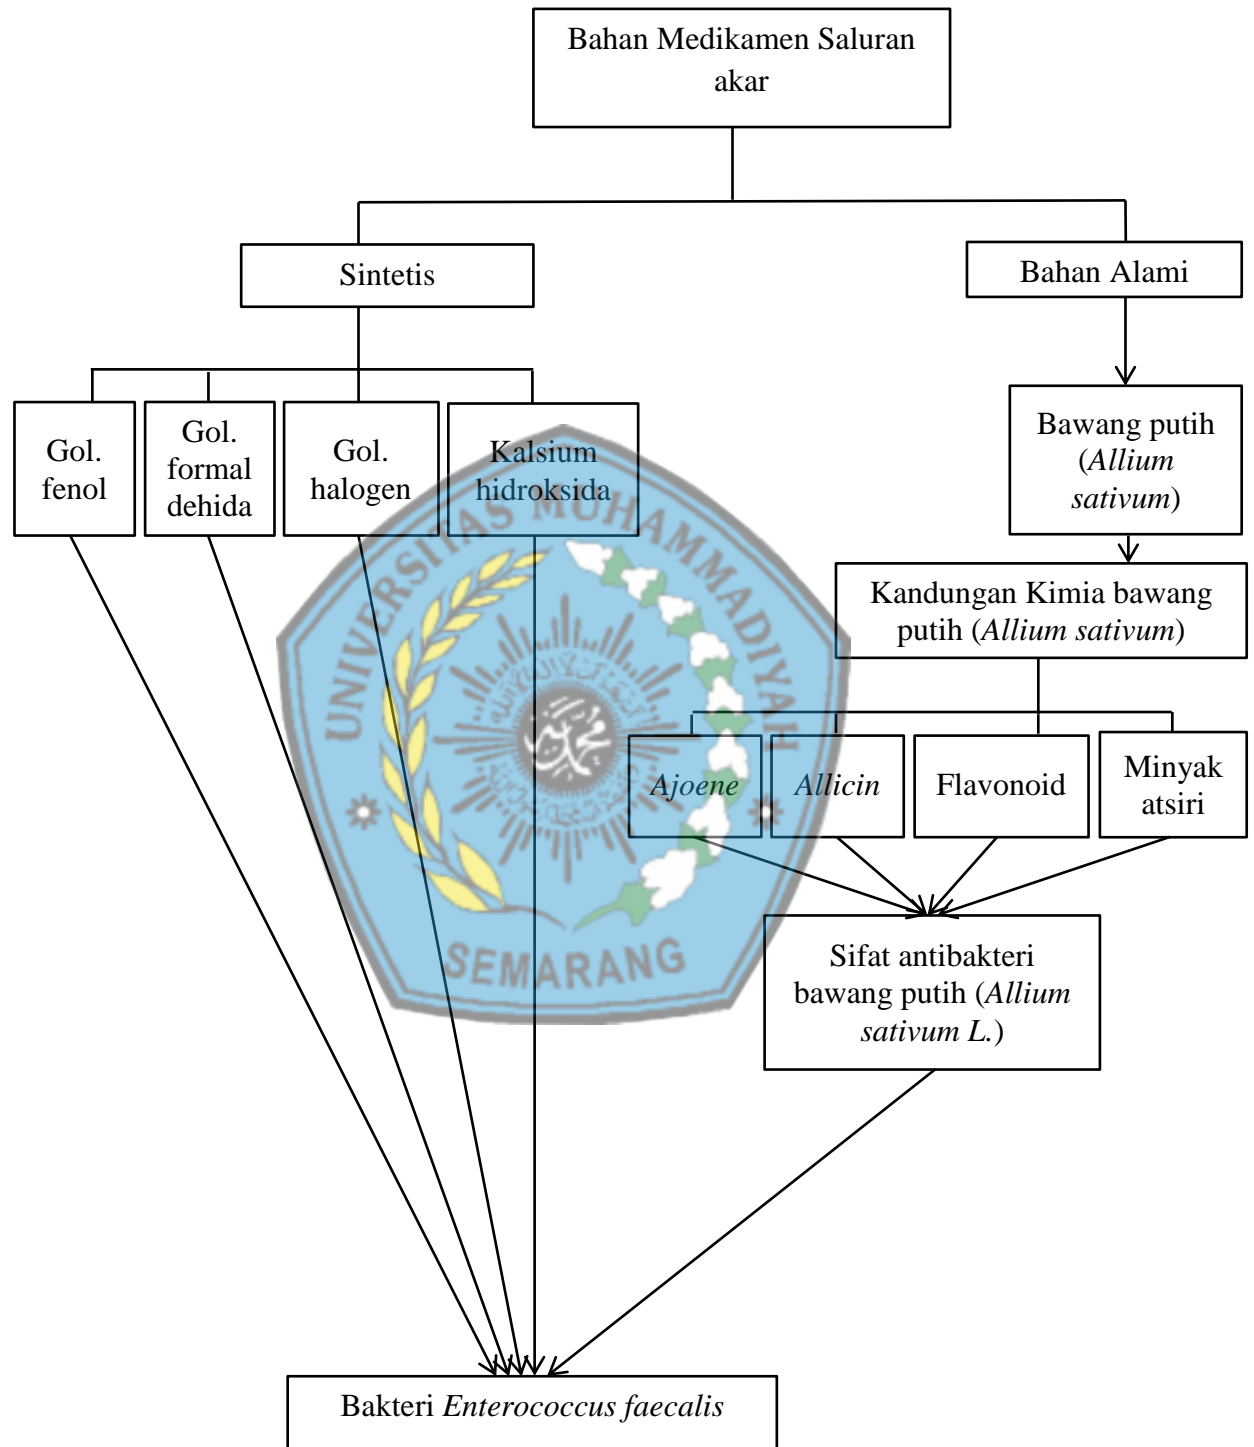 Bahan Medikamen Saluran
akar
Sintetis
Bahan Alami
Gol.
fenol
Gol.
formal
dehida
Gol.
halogen
Kalsium
hidroksida
Bawang putih
(Allium
sativum)
Kandungan Kimia bawang
putih (Allium sativum)
Ajoene
Allicin
Flavonoid
Minyak
atsiri
Sifat antibakteri
bawang putih (Allium
sativum L.)
Bakteri Enterococcus faecalis
UNIVERSITAS MUHAMMADIYAH
SEMARANG